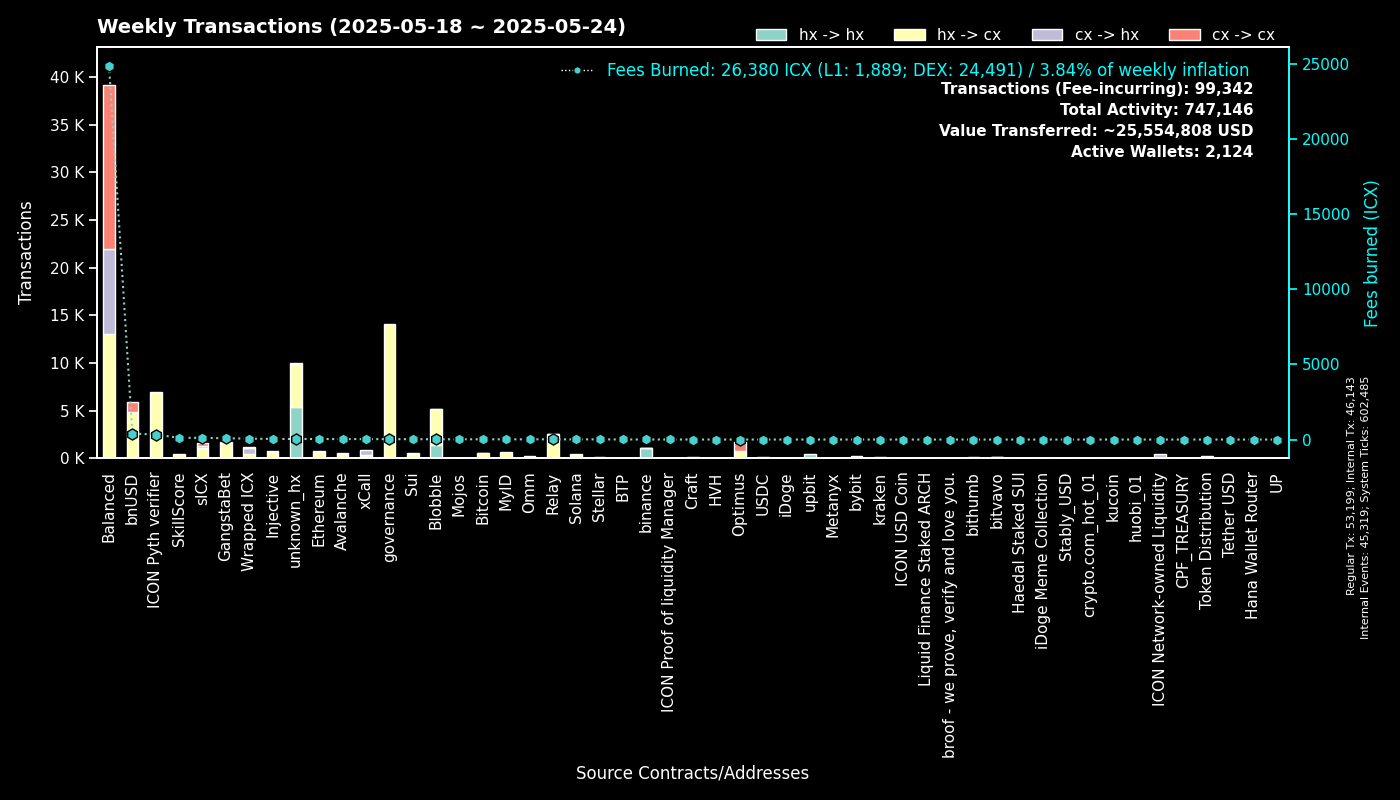 Weekly Transactions (2025-05-18 ~ 2025-05-24)
hx -> hx
hx -> cx
cx -> hx
cx -> cx
Fees Burned: 26,380 ICX (L1: 1,889; DEX: 24,491) / 3.84% of weekly inflation
Transactions (Fee-incurring): 99,342
Total Activity: 747,146
Value Transferred: ~25,554,808 USD
Active Wallets: 2,124
Transactions
40 K
35 K
30 K
25 K
20 K
15 K
10 K
5 K
0 K
25000
20000
15000
10000
5000
0
Fees burned (ICX)
Regular Tx: 53,199; Internal Tx: 46,143
Internal Events: 45,319; System Ticks: 602,485
Balanced
bnUSD
ICON Pyth verifier
SkillScore
sICX
GangstaBet
Wrapped ICX
Injective
unknown_hx
Ethereum
Avalanche
xCall
governance
Sui
Blobble
Mojos
Bitcoin
MyID
Omm
Relay
Solana
Stellar
BTP
binance
ICON Proof of liquidity Manager
Craft
HVH
Optimus
USDC
iDoge
upbit
Metanyx
bybit
kraken
ICON USD Coin
Liquid Finance Staked ARCH
broof - we prove, verify and love you.
bithumb
bitvavo
Haedal Staked SUI
iDoge Meme Collection
Stably_USD
crypto.com_hot_01
kucoin
huobi_01
ICON Network-owned Liquidity
CPF_TREASURY
Token Distribution
Tether USD
Hana Wallet Router
UP
Source Contracts/Addresses